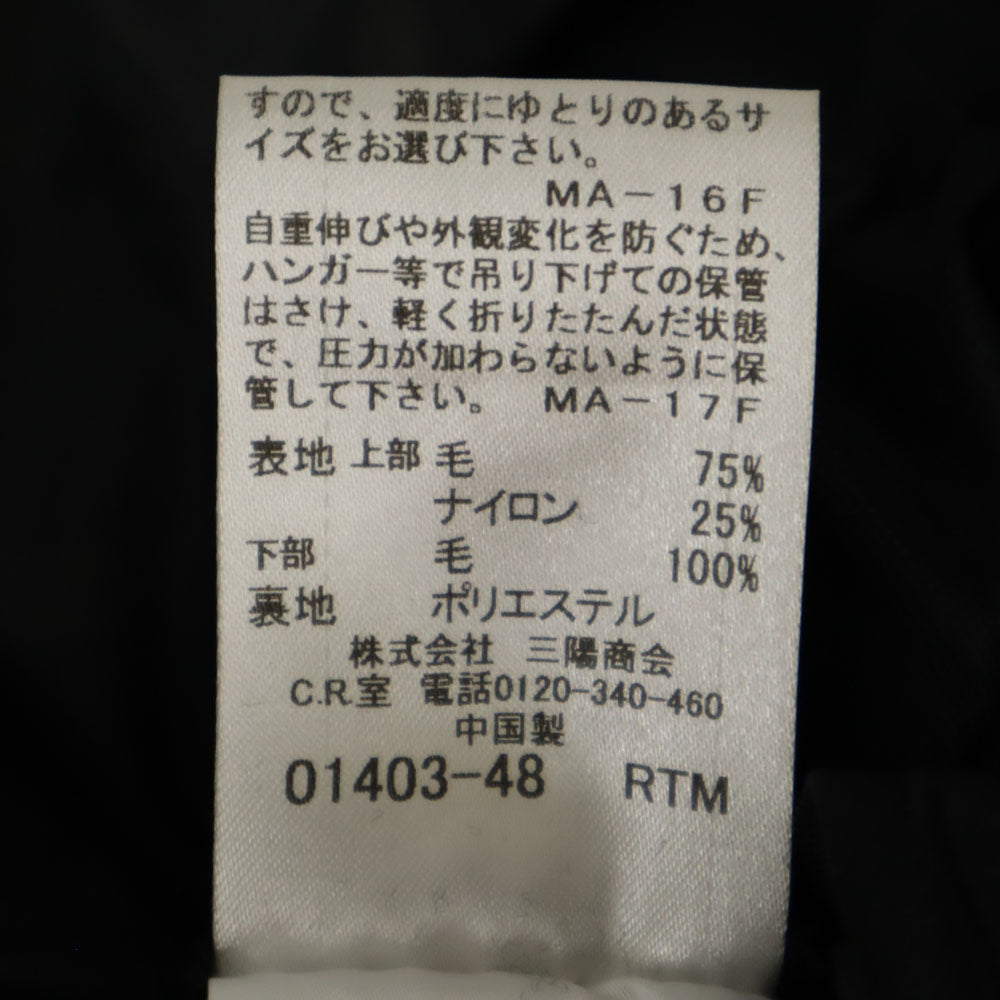 すので、適度にゆとりのあるサ
イズをお選び下さい。
MA－16F
自重伸びや外観変化を防ぐため、
ハンガー等で吊り下げての保管
はさけ、軽く折りたたんだ状態
で、圧力が加わらないように保
管して下さい。 MA－17F
表地 上部 毛 75%
ナイロン 25%
下部 毛 100%
裏地 ポリエステル
株式会社 三陽商会
C.R.室 電話0120-340-460
中国製
01403-48 RTM